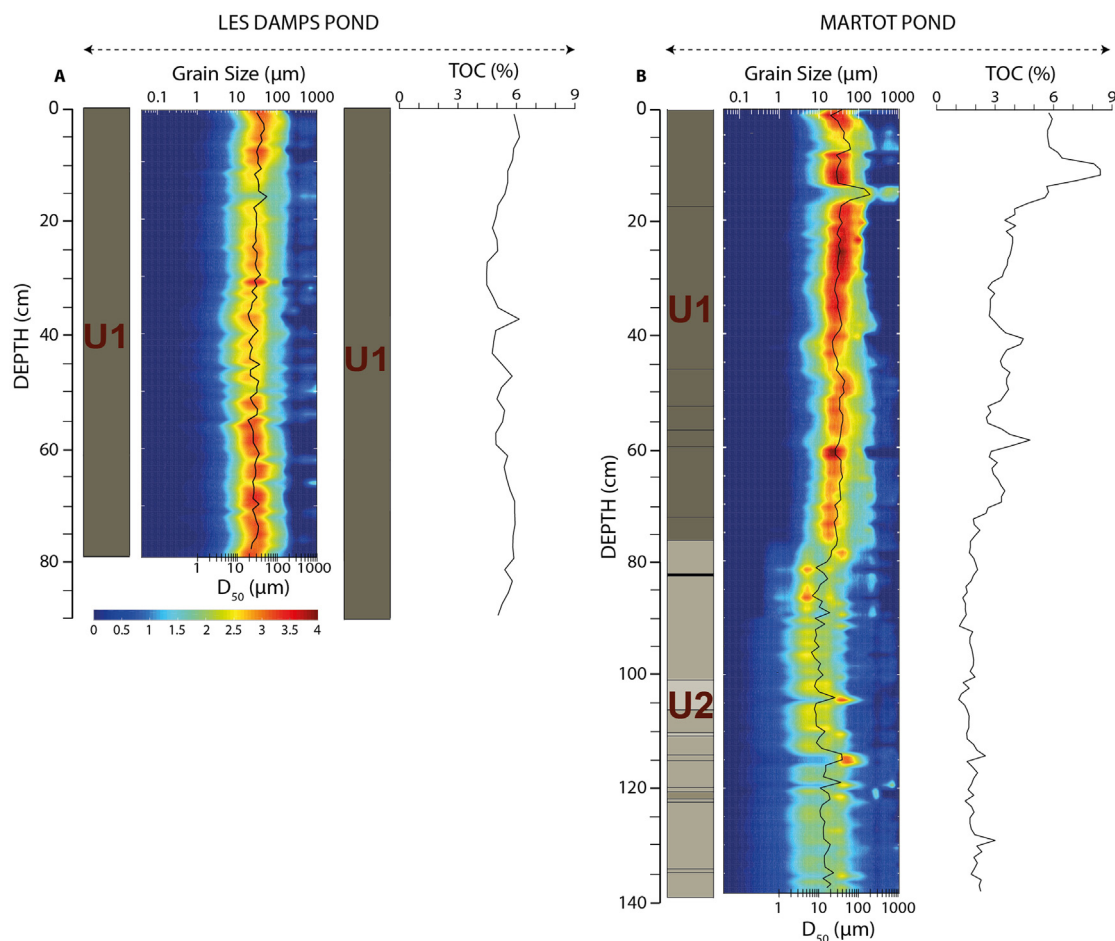 LES DAMPS POND
MARTOT POND
A
Grain Size (µm)
TOC (%)
B
Grain Size (µm)
TOC (%)
0.1 1 10 100 1000
0 3 6 9
0.1 1 10 100 1000
0 3 6 9
0
20
40
60
80
DEPTH (cm)
U1
U1
1 10 100 1000
D50 (µm)
0 0.5 1 1.5 2 2.5 3 3.5 4
0
20
40
60
80
100
120
140
DEPTH (cm)
U1
U2
1 10 100 1000
D50 (µm)